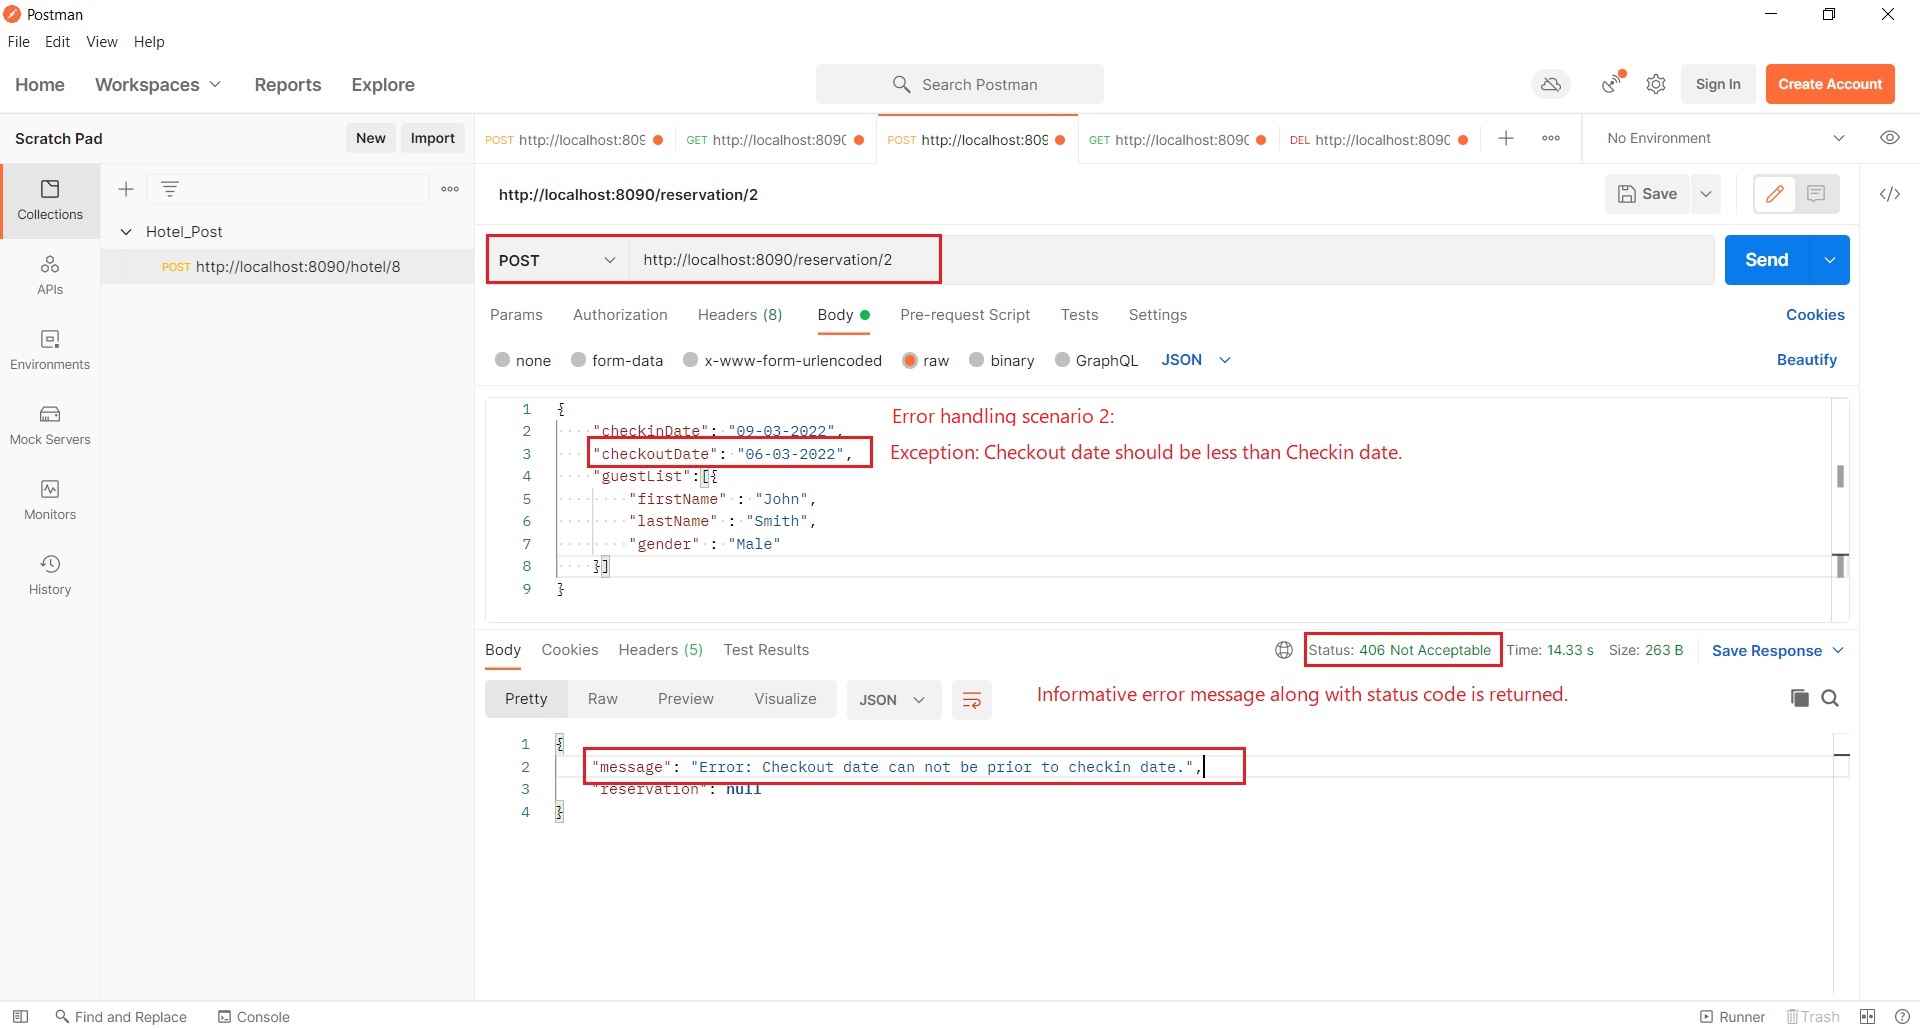 Postman
File Edit View Help
Home Workspaces Reports Explore Search Postman Sign In Create Account
Scratch Pad New Import POST http://localhost:809 GET http://localhost:8090 POST http://localhost:809 GET http://localhost:8090 DEL http://localhost:8090 No Environment
Collections
APIs
Environments
Mock Servers
Monitors
History
Hotel_Post
POST http://localhost:8090/hotel/8
http://localhost:8090/reservation/2 Save
POST http://localhost:8090/reservation/2 Send
Params Authorization Headers (8) Body Pre-request Script Tests Settings Cookies
none form-data x-www-form-urlencoded raw binary GraphQL JSON Beautify
1 {
2 "checkinDate": "09-03-2022",
3 "checkoutDate": "06-03-2022",
4 "guestList":[{
5 "firstName" : "John",
6 "lastName" : "Smith",
7 "gender" : "Male"
8 }]
9 }
Error handling scenario 2:
Exception: Checkout date should be less than Checkin date.
Body Cookies Headers (5) Test Results Status: 406 Not Acceptable Time: 14.33 s Size: 263 B Save Response
Pretty Raw Preview Visualize JSON
Informative error message along with status code is returned.
1 {
2 "message": "Error: Checkout date can not be prior to checkin date.",
3 "reservation": null
4 }
Find and Replace Console Runner Trash